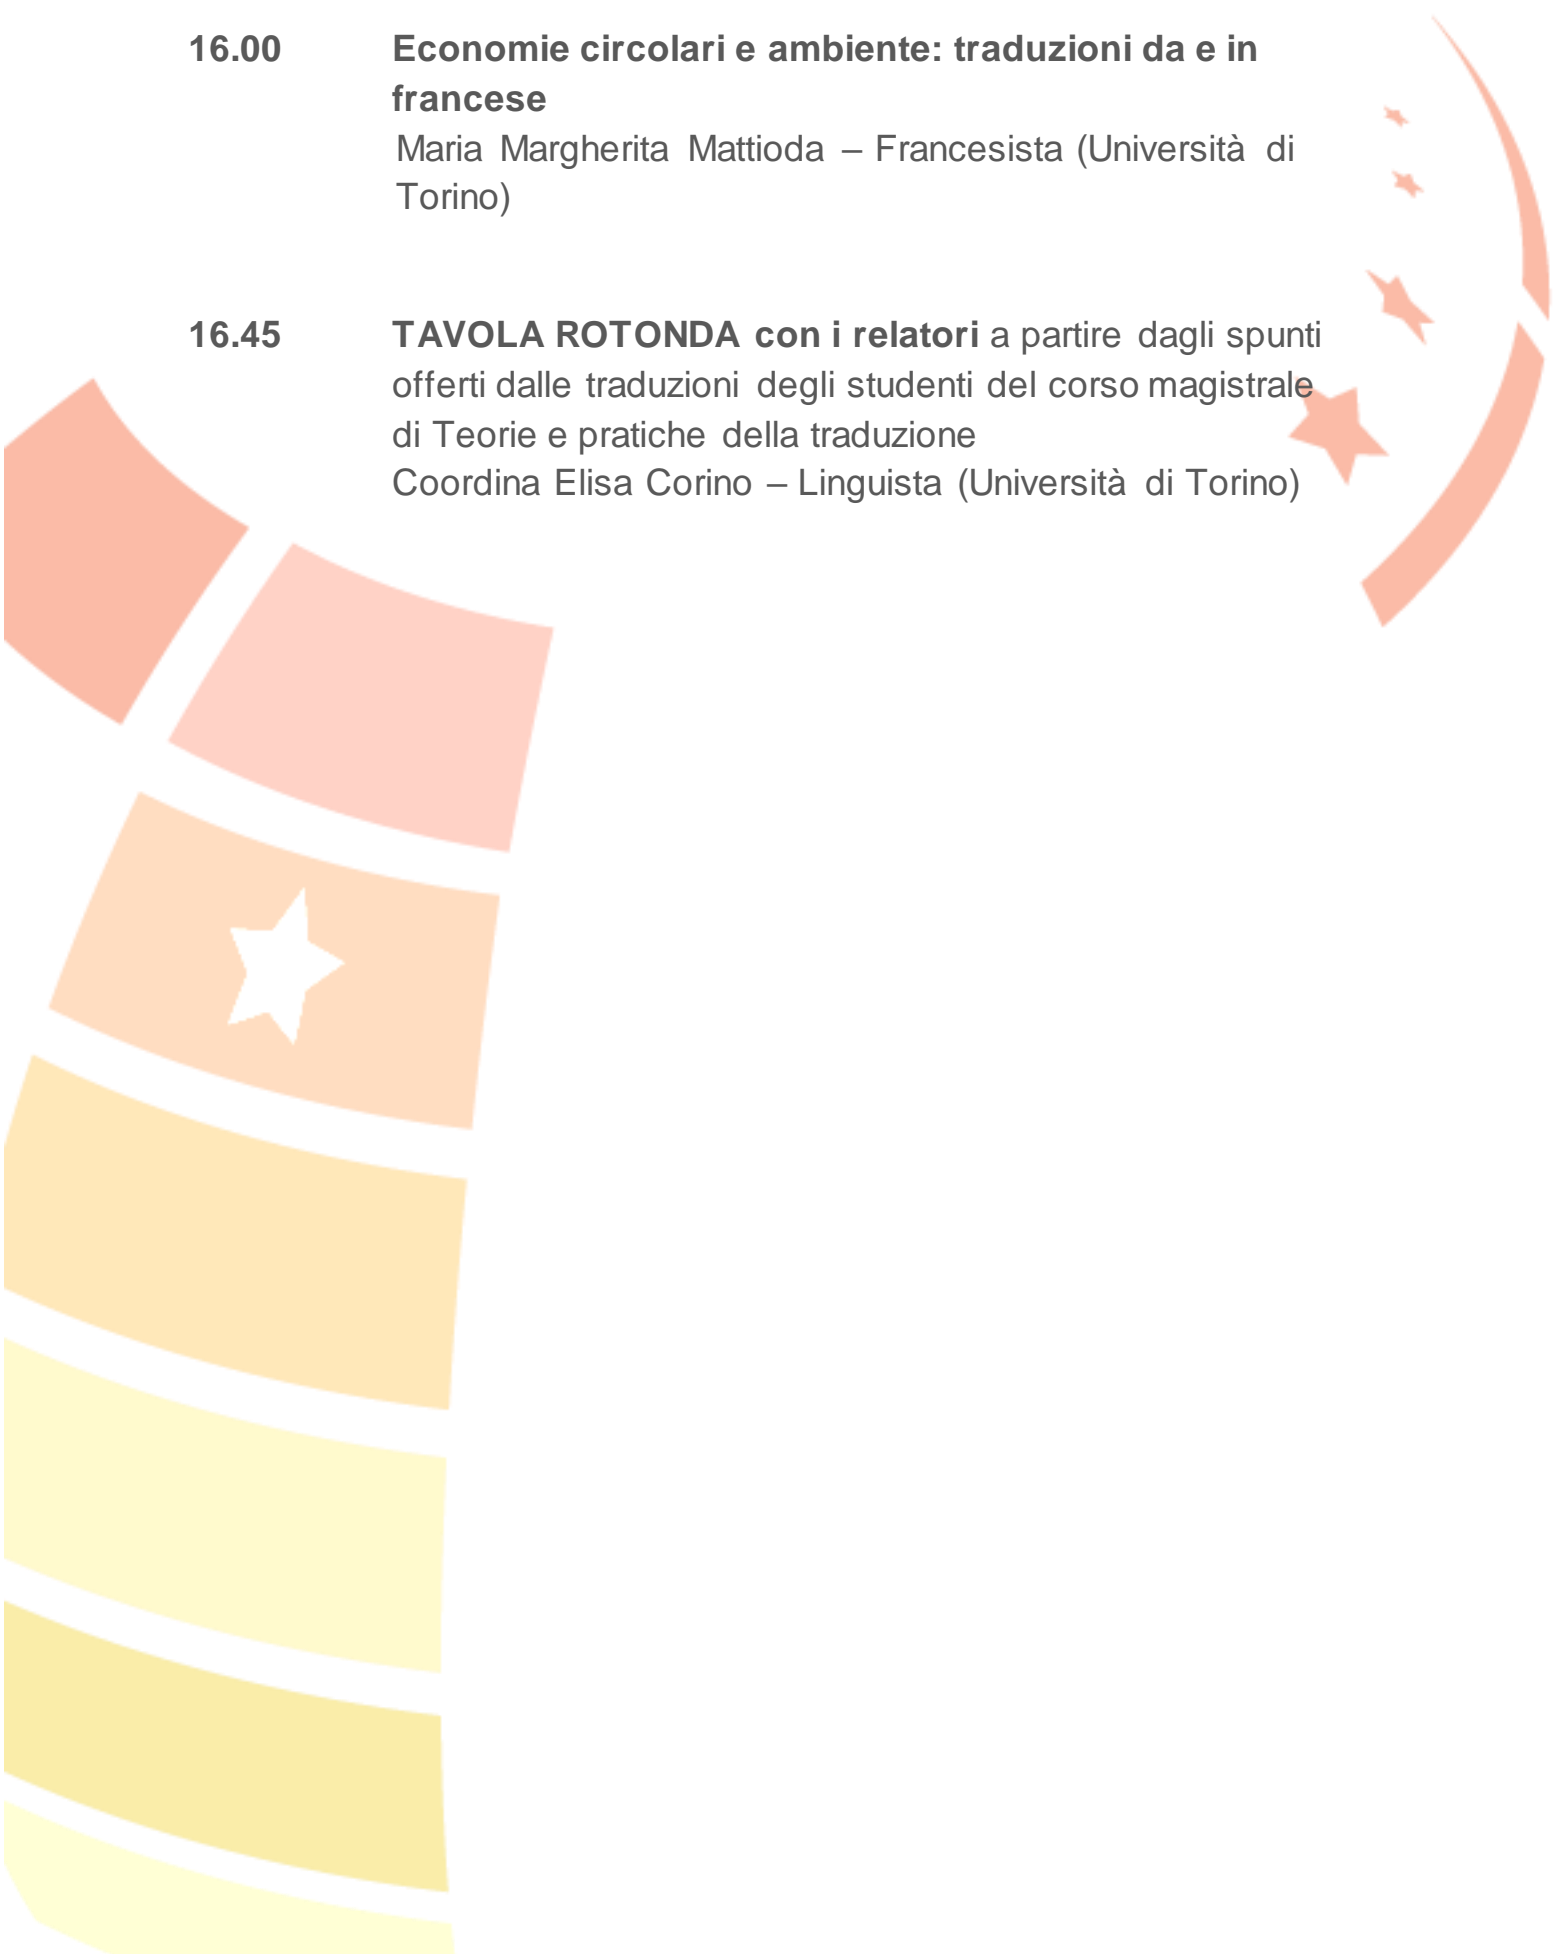 16.00 Economie circolari e ambiente: traduzioni da e in
francese
Maria Margherita Mattioda – Francesista (Università di
Torino)
16.45 TAVOLA ROTONDA con i relatori a partire dagli spunti
offerti dalle traduzioni degli studenti del corso magistrale
di Teorie e pratiche della traduzione
Coordina Elisa Corino – Linguista (Università di Torino)